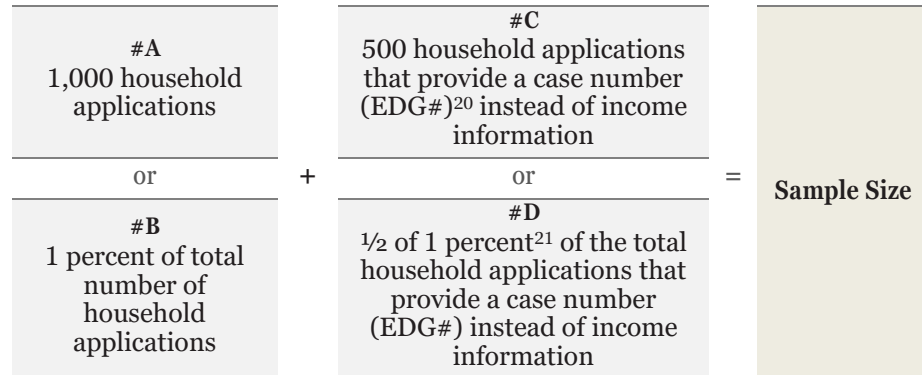 #A
1,000 household
applications
or
#B
1 percent of total
number of
household
applications
+
#C
500 household applications
that provide a case number
(EDG#)20 instead of income
information
or
#D
½ of 1 percent21 of the total
household applications that
provide a case number
(EDG#) instead of income
information
=
Sample Size